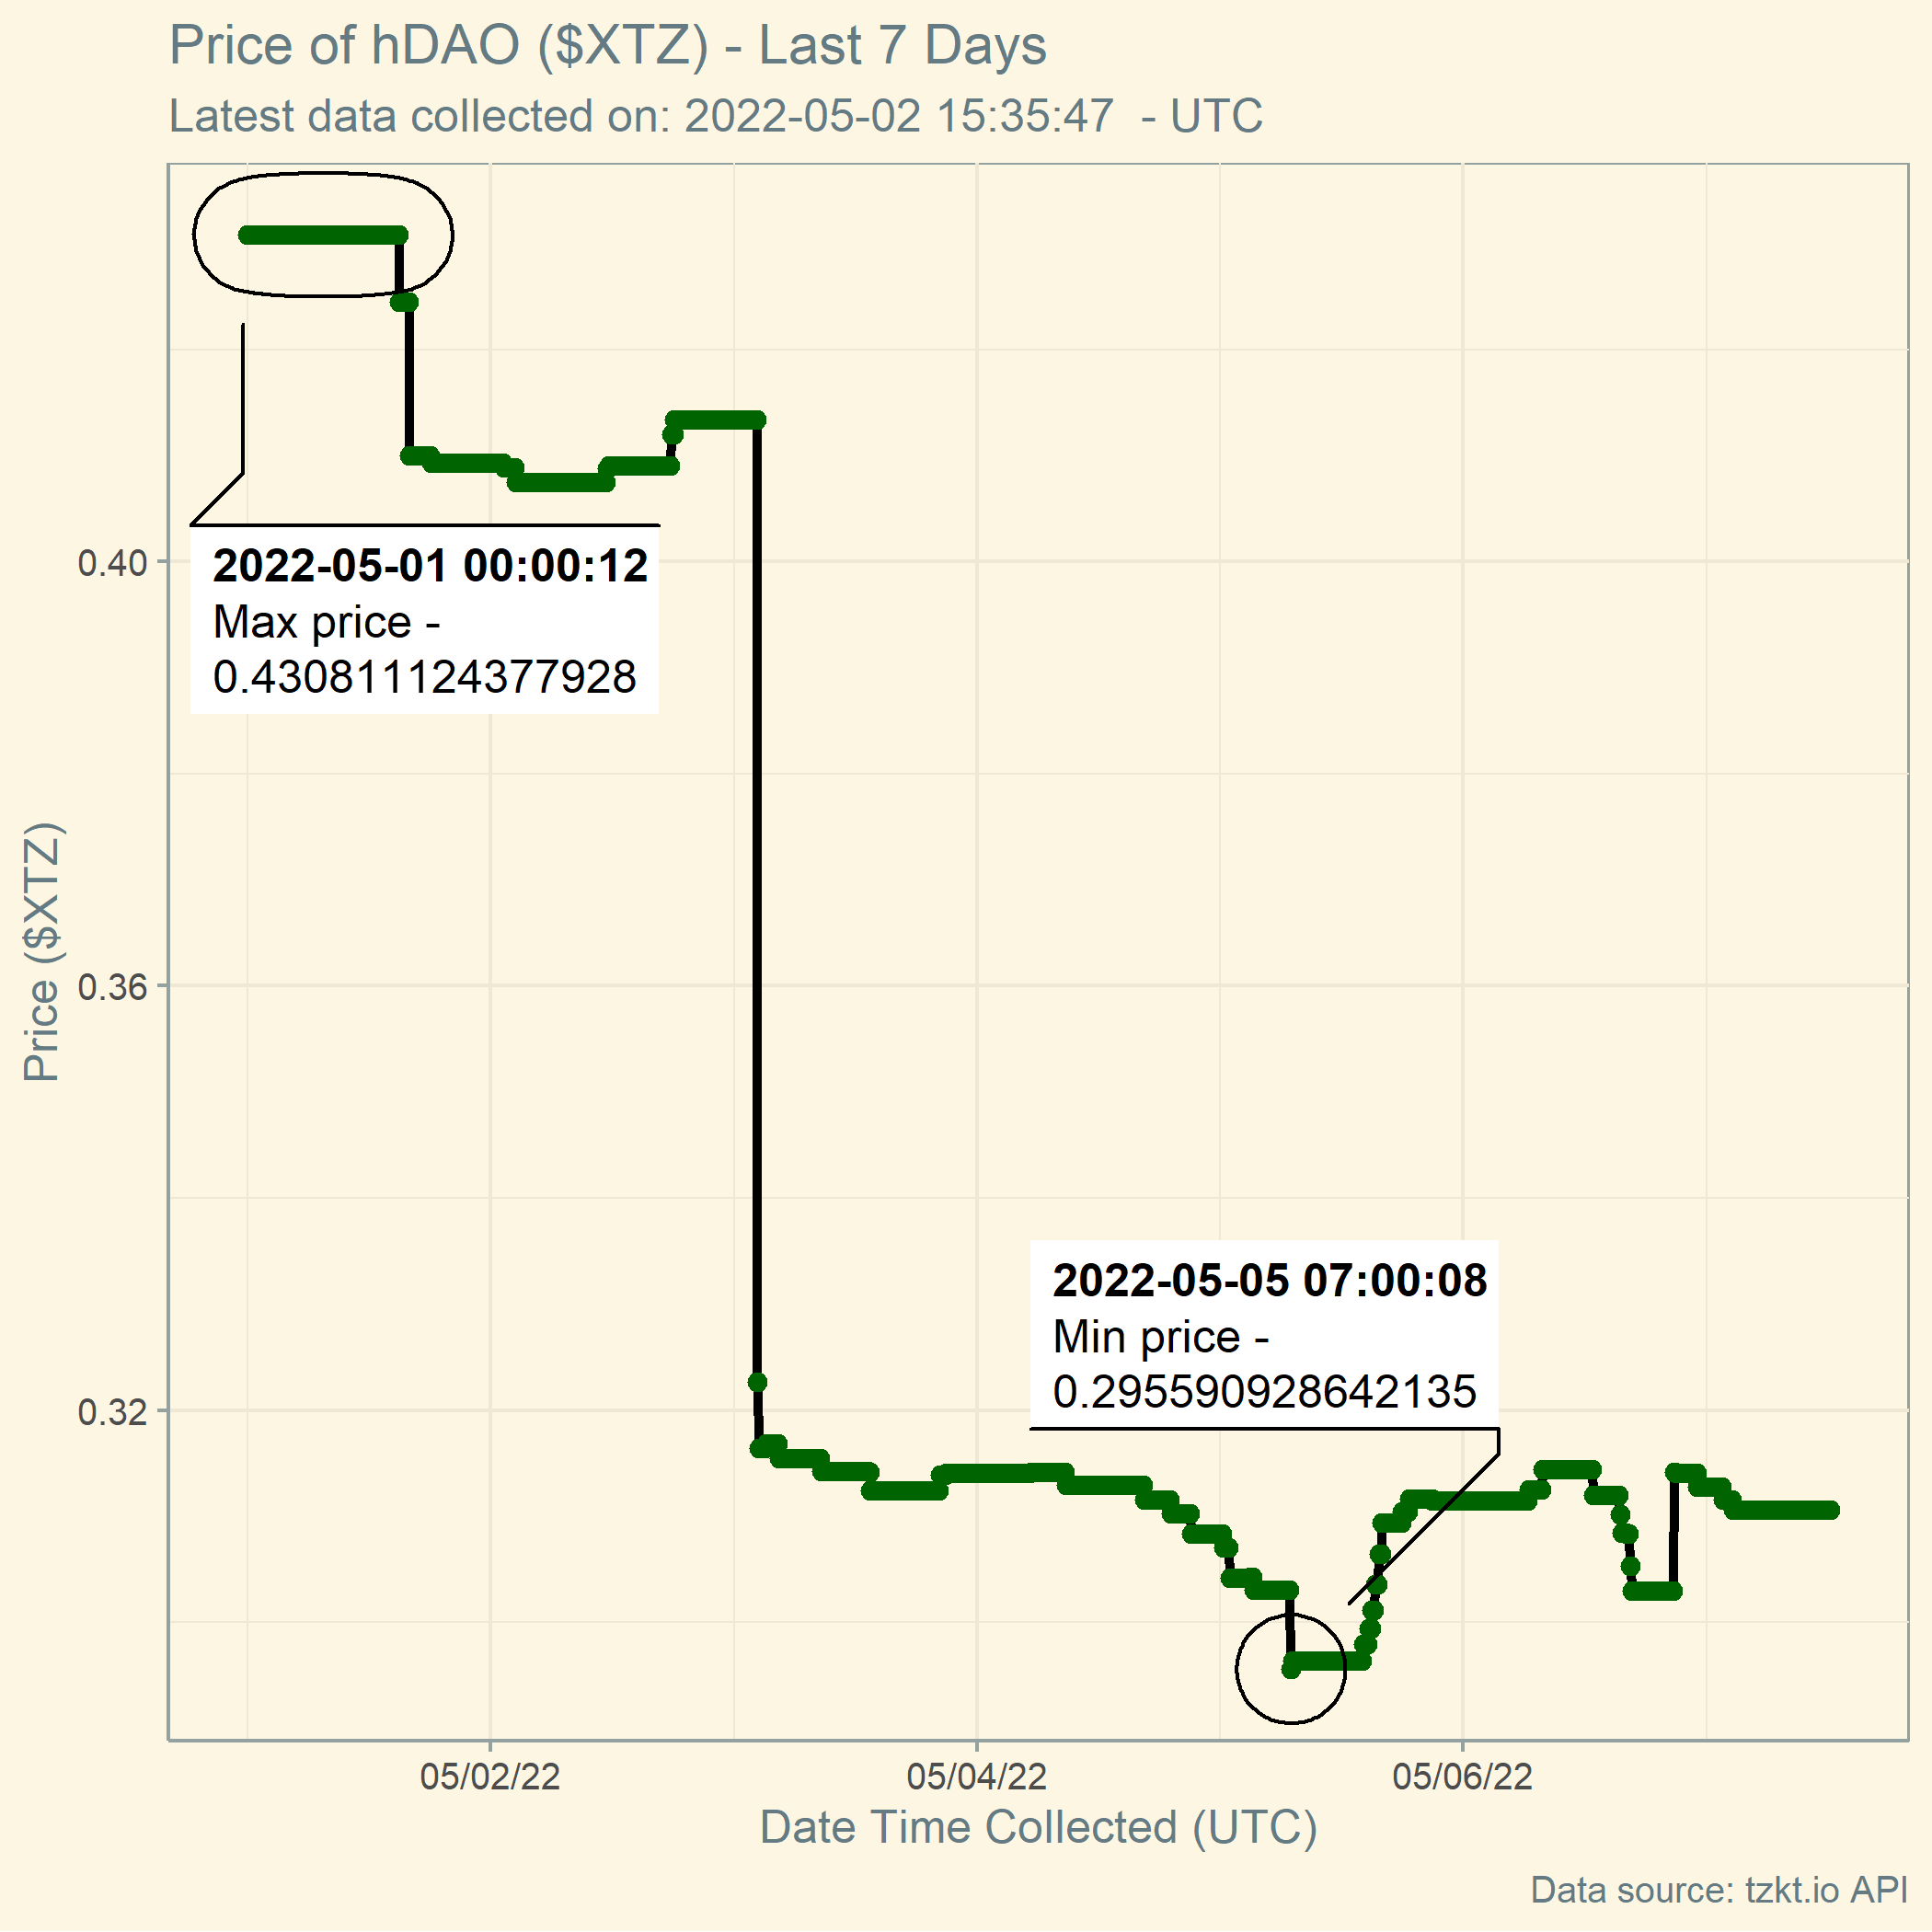 Price of hDAO ($XTZ) - Last 7 Days
Latest data collected on: 2022-05-02 15:35:47  - UTC
Price ($XTZ)
0.40
0.36
0.32
2022-05-01 00:00:12
Max price -
0.430811124377928
2022-05-05 07:00:08
Min price -
0.295590928642135
05/02/22
05/04/22
05/06/22
Date Time Collected (UTC)
Data source: tzkt.io API